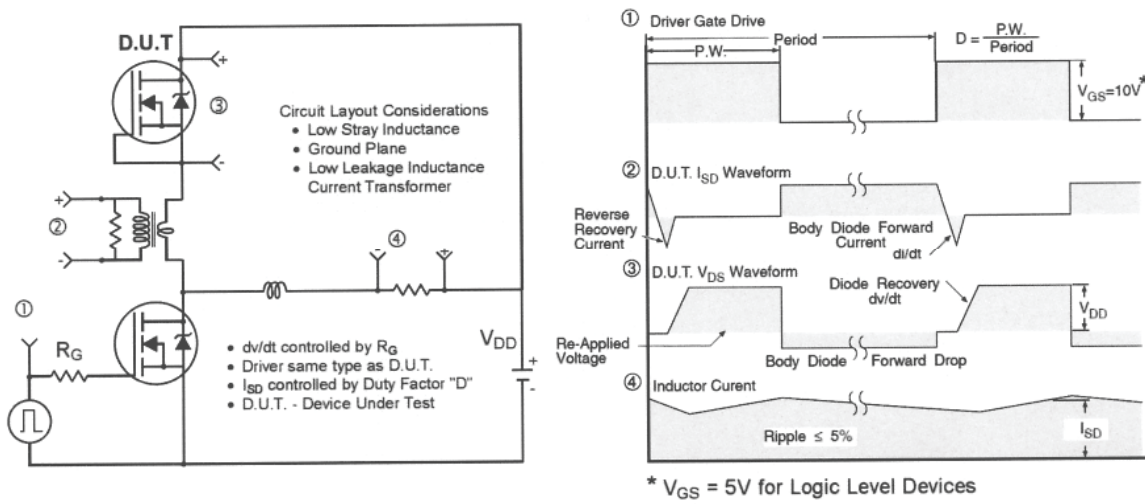 D.U.T
+
③
-
Circuit Layout Considerations
• Low Stray Inductance
• Ground Plane
• Low Leakage Inductance
Current Transformer
+
②
-
④
- +
①
R_G
V_DD
+
-
• dv/dt controlled by R_G
• Driver same type as D.U.T.
• I_SD controlled by Duty Factor "D"
• D.U.T. - Device Under Test
① Driver Gate Drive
Period
P.W.
D = P.W. / Period
V_GS=10V*
② D.U.T. I_SD Waveform
Reverse
Recovery
Current
Body Diode Forward
Current
di/dt
③ D.U.T. V_DS Waveform
Diode Recovery
dv/dt
V_DD
Re-Applied
Voltage
Body Diode Forward Drop
④ Inductor Curent
I_SD
Ripple ≤ 5%
* V_GS = 5V for Logic Level Devices